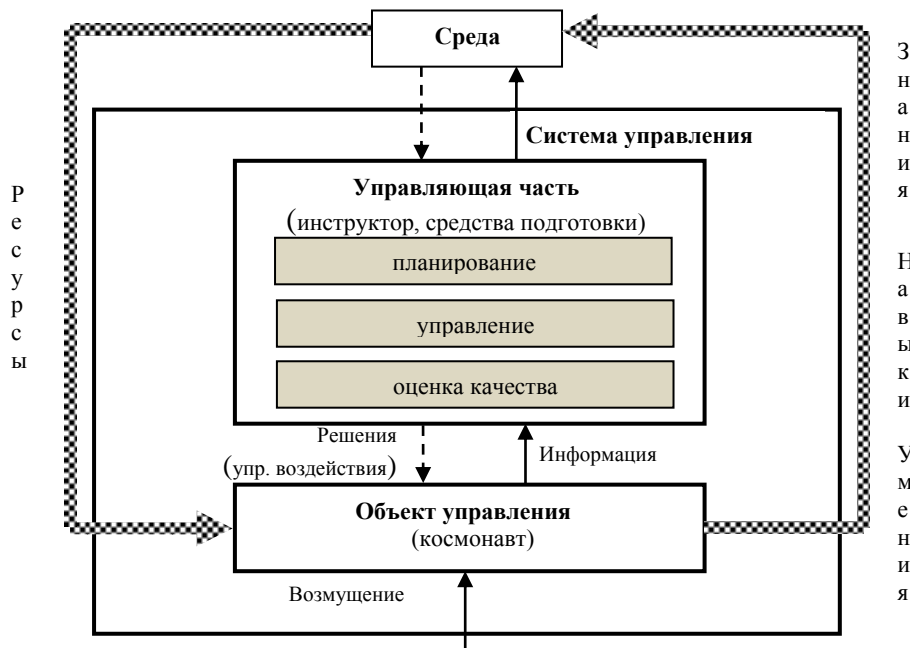 Среда
Система управления
Управляющая часть
(инструктор, средства подготовки)
планирование
управление
оценка качества
Решения
(упр. воздействия)
Информация
Объект управления
(космонавт)
Возмущение
Ресурсы
Знания
Навыки
Умения